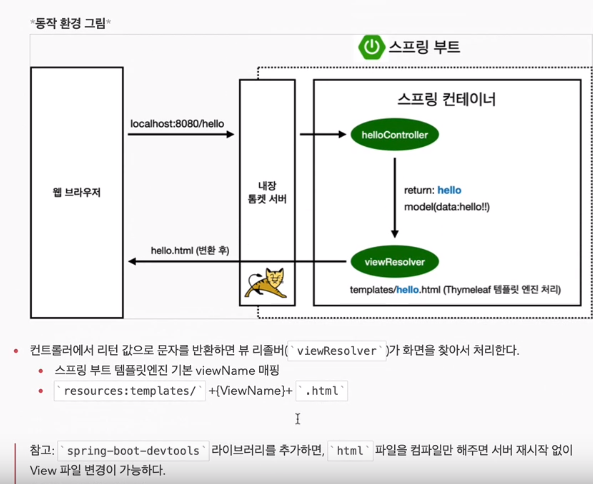 *동작 환경 그림*
스프링 부트
스프링 컨테이너
localhost:8080/hello
helloController
웹 브라우저
내장
톰켓 서버
return: hello
model(data:hello!!)
hello.html (변환 후)
viewResolver
templates/hello.html (Thymeleaf 템플릿 엔진 처리)
컨트롤러에서 리턴 값으로 문자를 반환하면 뷰 리졸버(`viewResolver`)가 화면을 찾아서 처리한다.
스프링 부트 템플릿엔진 기본 viewName 매핑
`resources:templates/` +{ViewName}+ `.html`
참고: `spring-boot-devtools` 라이브러리를 추가하면, `html` 파일을 컴파일만 해주면 서버 재시작 없이
View 파일 변경이 가능하다.